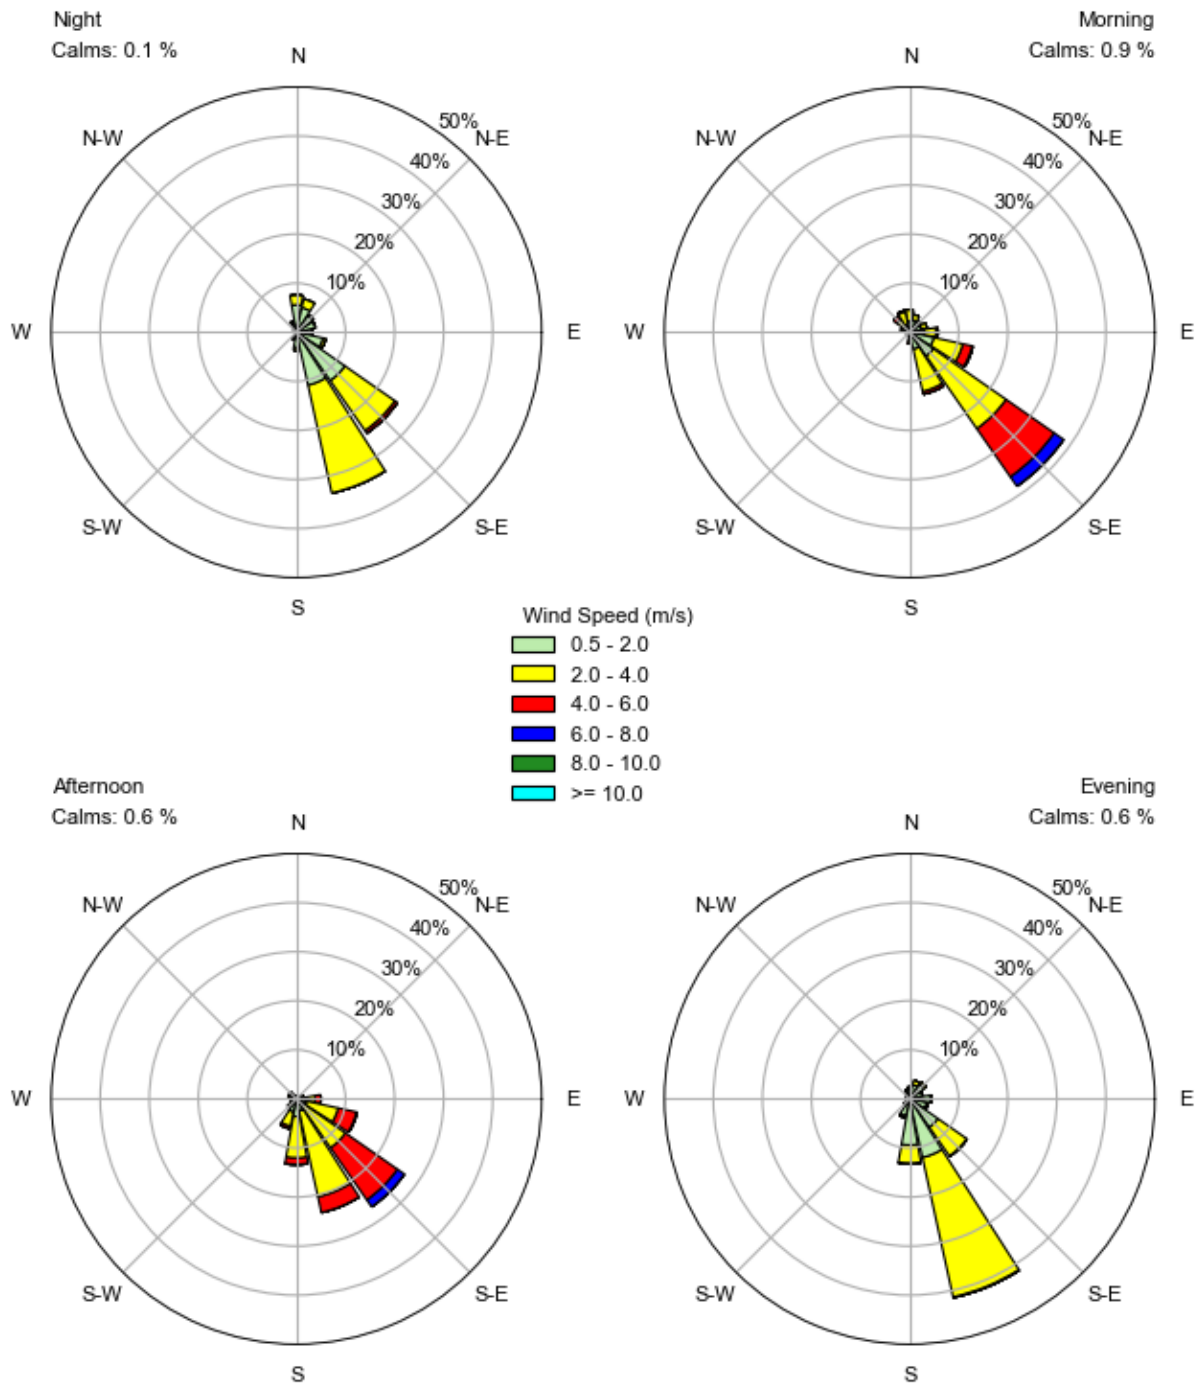 Night
Calms: 0.1 %
N
50%
N-W
N-E
40%
30%
20%
10%
W
E
S-W
S-E
S
Morning
Calms: 0.9 %
N
50%
N-W
N-E
40%
30%
20%
10%
W
E
S-W
S-E
S
Wind Speed (m/s)
0.5 - 2.0
2.0 - 4.0
4.0 - 6.0
6.0 - 8.0
8.0 - 10.0
>= 10.0
Afternoon
Calms: 0.6 %
N
50%
N-W
N-E
40%
30%
20%
10%
W
E
S-W
S-E
S
Evening
Calms: 0.6 %
N
50%
N-W
N-E
40%
30%
20%
10%
W
E
S-W
S-E
S